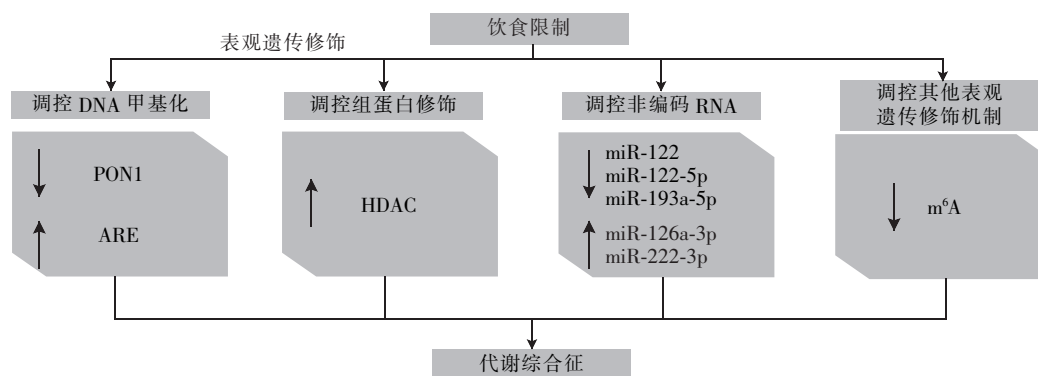 饮食限制
表观遗传修饰
调控 DNA 甲基化
PON1
ARE
调控组蛋白修饰
HDAC
调控非编码 RNA
miR-122
miR-122-5p
miR-193a-5p
miR-126a-3p
miR-222-3p
调控其他表观
遗传修饰机制
m⁶A
代谢综合征